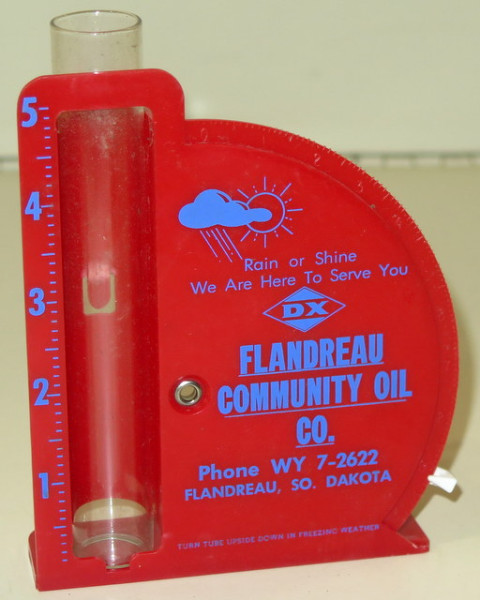 5
4
3
2
1
Rain or Shine
We Are Here To Serve You
DX
FLANDREAU
COMMUNITY OIL
CO.
Phone WY 7-2622
FLANDREAU, SO. DAKOTA
TURN TUBE UPSIDE DOWN IN FREEZING WEATHER